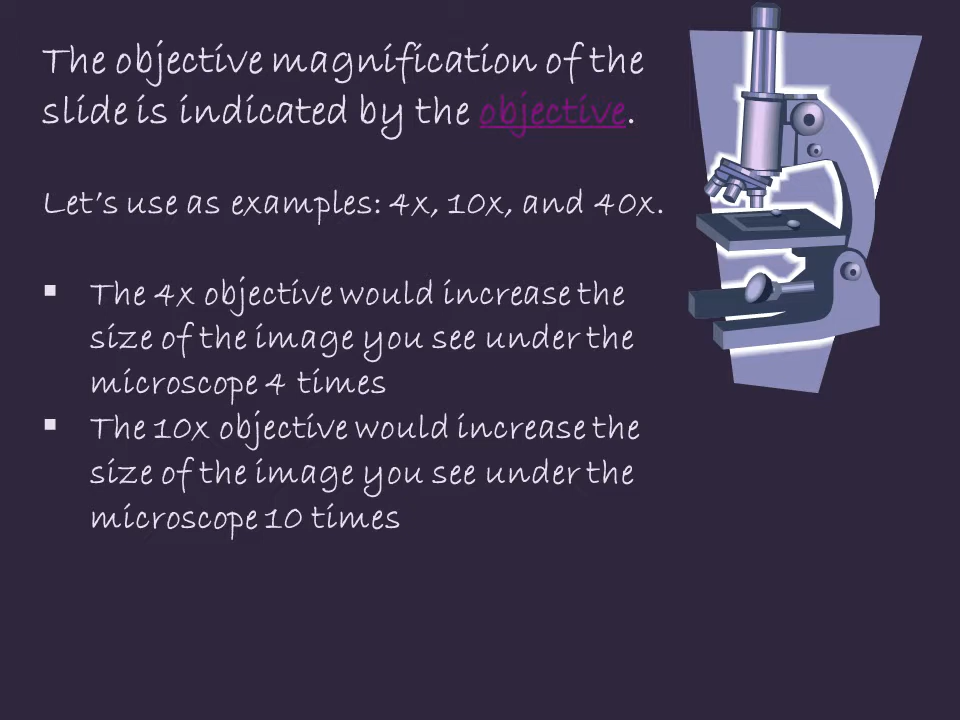 The objective magnification of the
slide is indicated by the objective.
Let's use as examples: 4x, 10x, and 40x.
▪ The 4x objective would increase the
size of the image you see under the
microscope 4 times
▪ The 10x objective would increase the
size of the image you see under the
microscope 10 times